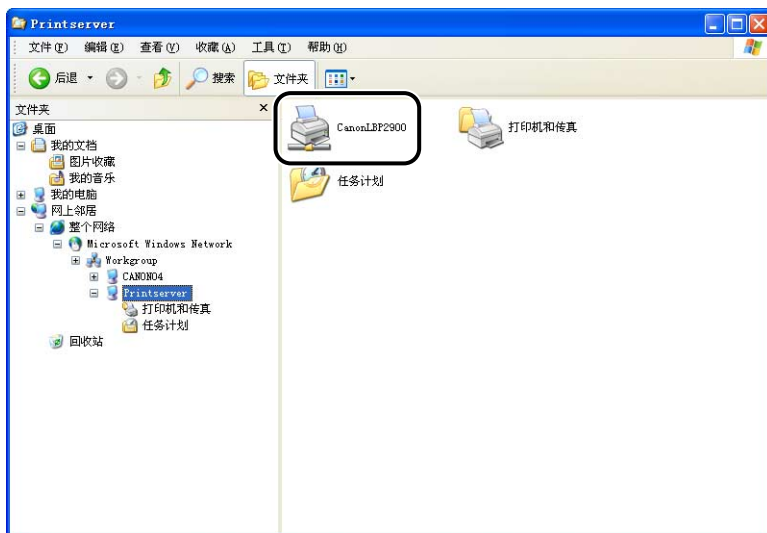 Printserver
文件(F) 编辑(E) 查看(V) 收藏(A) 工具(T) 帮助(H)
后退 搜索 文件夹
文件夹 ×
桌面
我的文档
图片收藏
我的音乐
我的电脑
网上邻居
整个网络
Microsoft Windows Network
Workgroup
CANON04
Printserver
打印机和传真
任务计划
回收站
CanonLBP2900
打印机和传真
任务计划